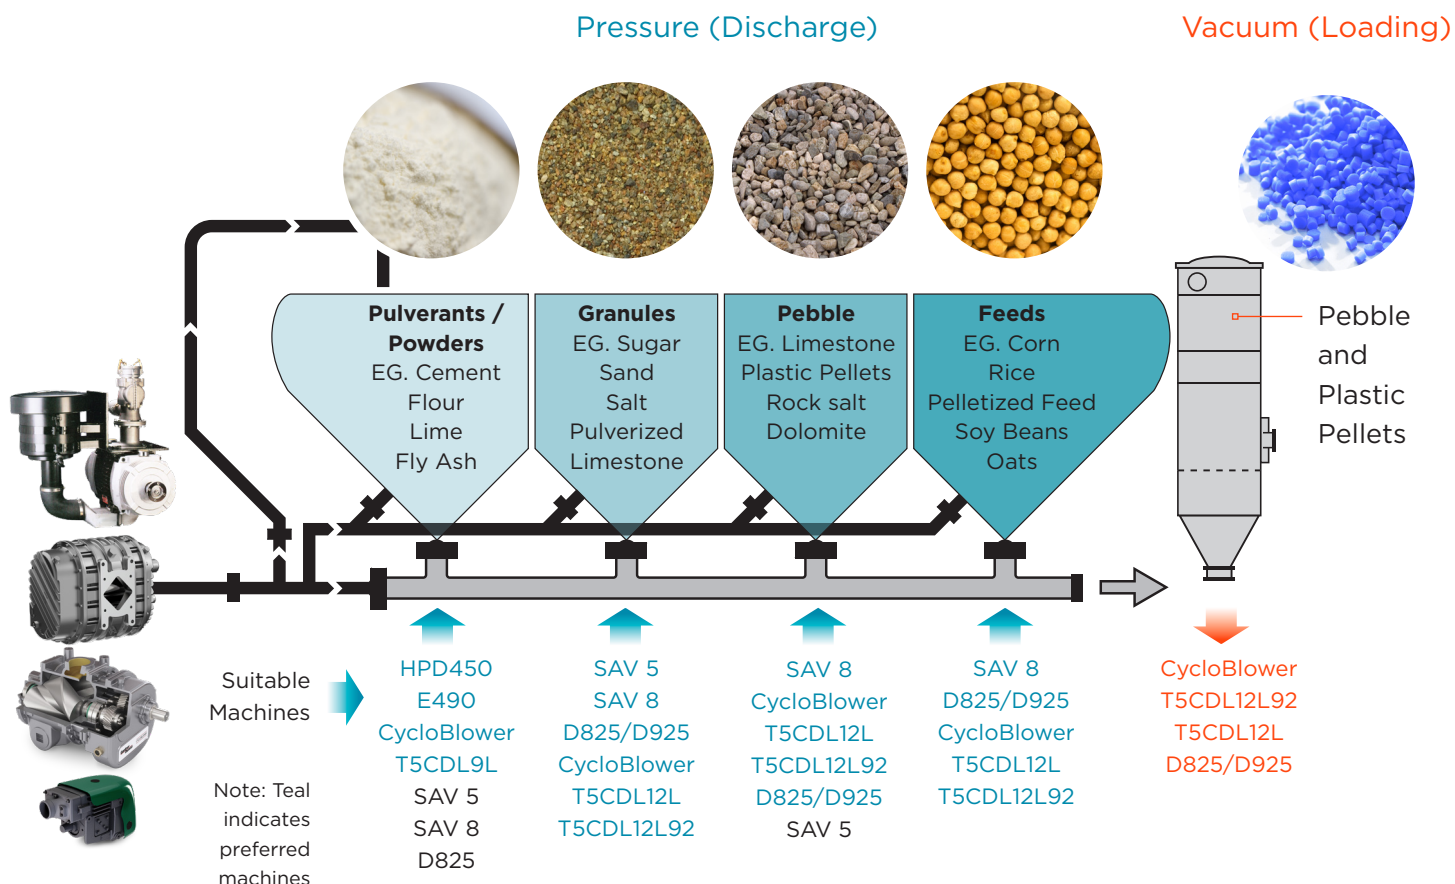 Pressure (Discharge)
Vacuum (Loading)
Pulverants /
Powders
EG. Cement
Flour
Lime
Fly Ash
Granules
EG. Sugar
Sand
Salt
Pulverized
Limestone
Pebble
EG. Limestone
Plastic Pellets
Rock salt
Dolomite
Feeds
EG. Corn
Rice
Pelletized Feed
Soy Beans
Oats
Pebble
and
Plastic
Pellets
Suitable
Machines
HPD450
E490
CycloBlower
T5CDL9L
SAV 5
SAV 8
D825
SAV 5
SAV 8
D825/D925
CycloBlower
T5CDL12L
T5CDL12L92
SAV 8
CycloBlower
T5CDL12L
T5CDL12L92
D825/D925
SAV 5
SAV 8
D825/D925
CycloBlower
T5CDL12L
T5CDL12L92
CycloBlower
T5CDL12L92
T5CDL12L
D825/D925
Note: Teal
indicates
preferred
machines